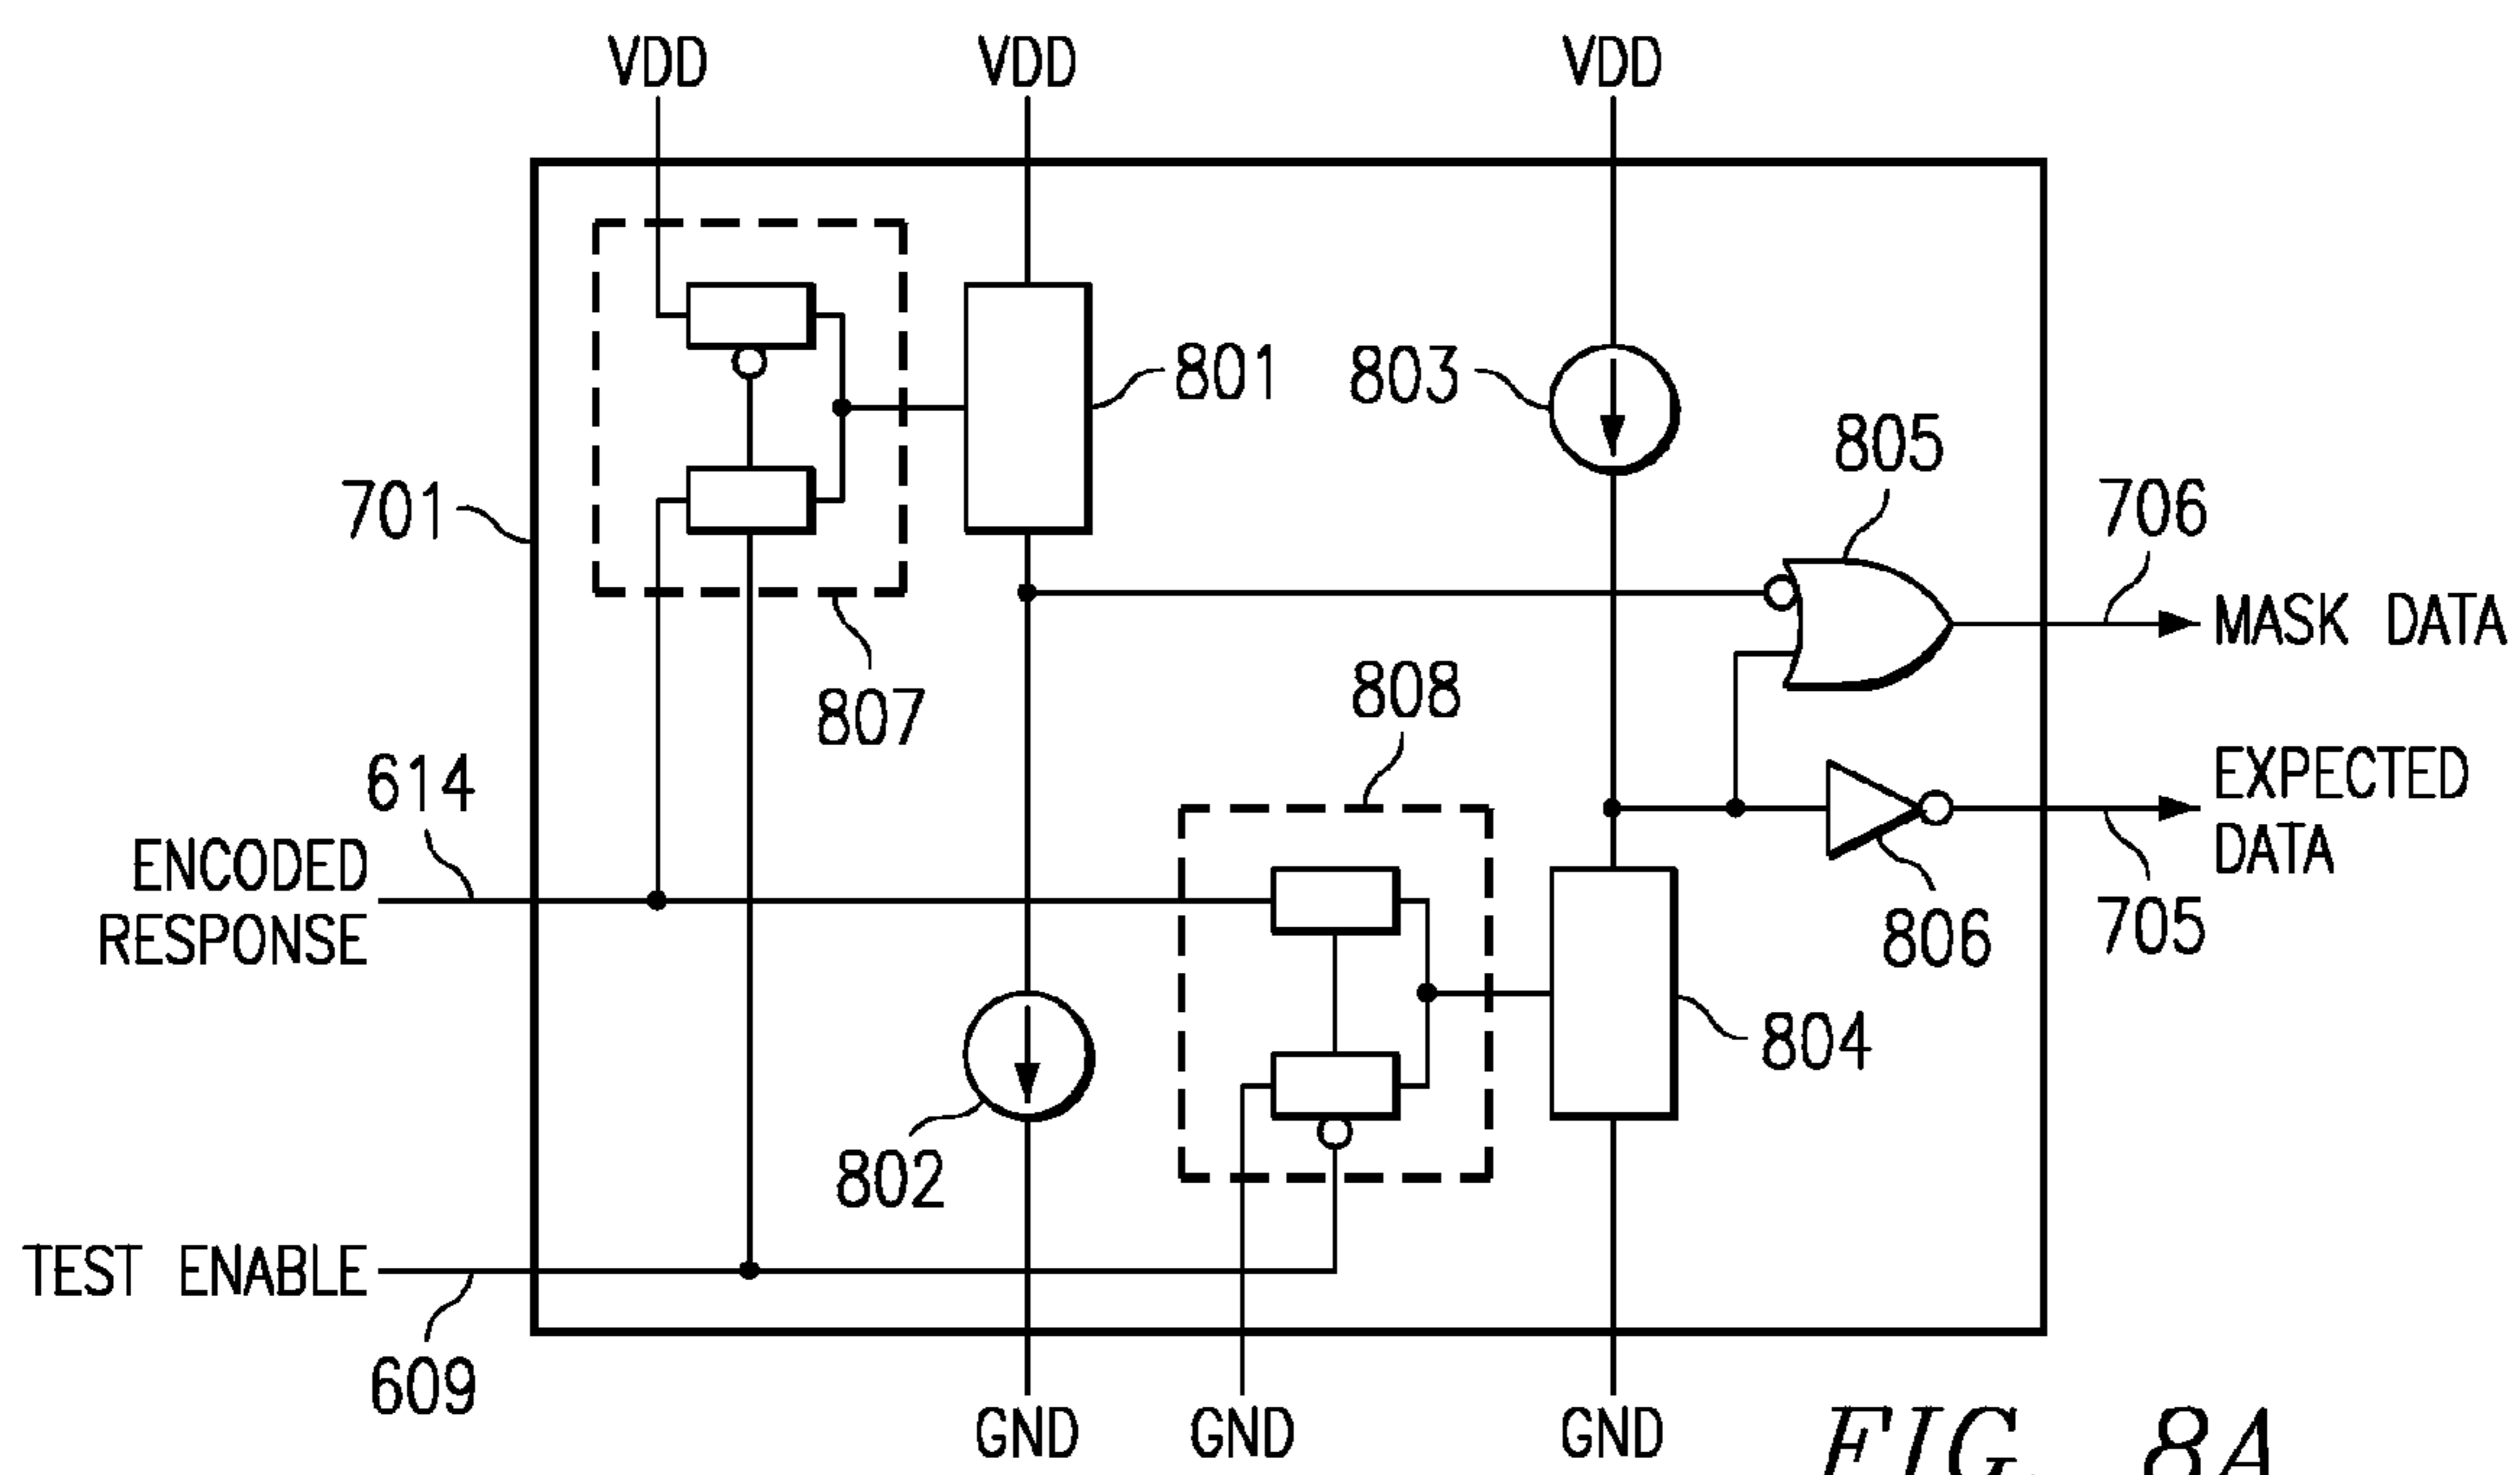 VDD VDD VDD
801
803
805
706
701
MASK DATA
808
807
614
EXPECTED
DATA
ENCODED
RESPONSE
705
806
804
802
TEST ENABLE
609
GND GND GND
FIG. 8A